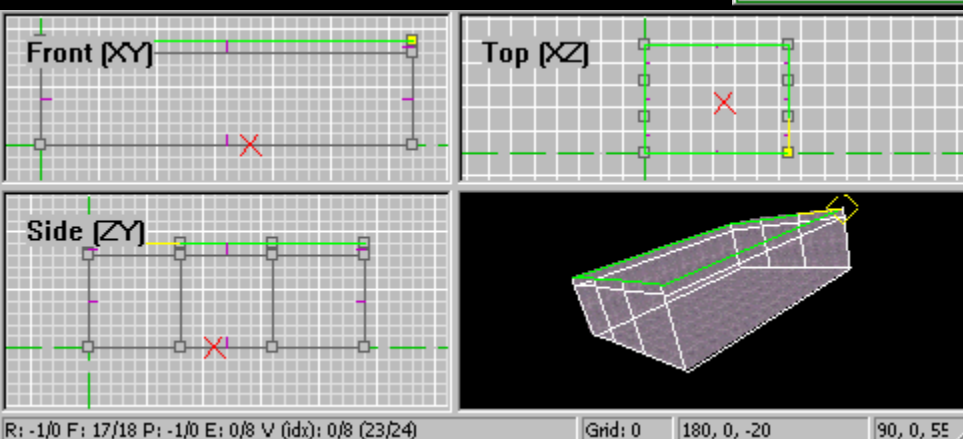 Front (XY)
Top (XZ)
Side (ZY)
R: -1/0 F: 17/18 P: -1/0 E: 0/8 V (idx): 0/8 (23/24)
Grid: 0
180, 0, -20
90, 0, 55